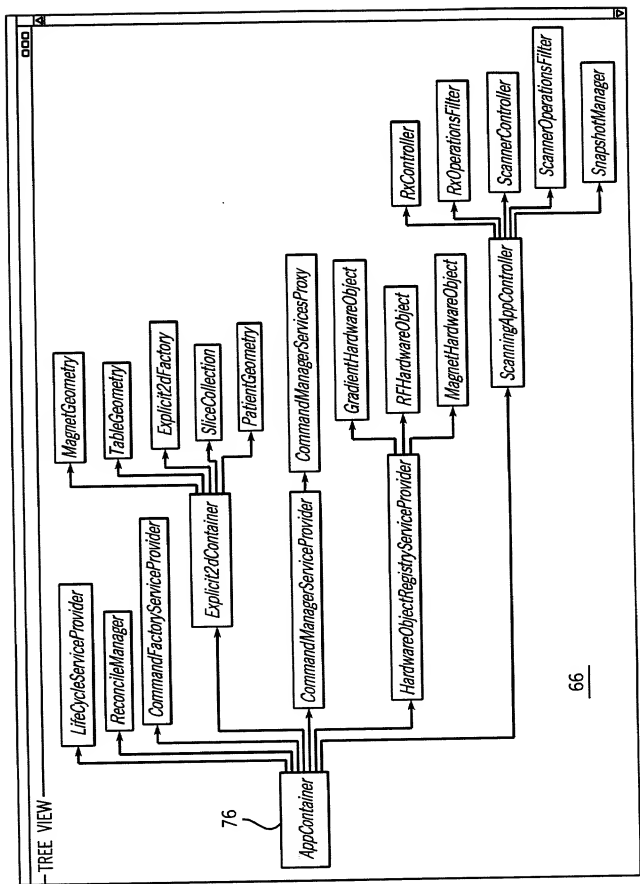 TREE VIEW
LifeCycleServiceProvider
ReconcileManager
CommandFactoryServiceProvider
MagnetGeometry
TableGeometry
Explicit2dFactory
SliceCollection
PatientGeometry
Explicit2dContainer
76
AppContainer
CommandManagerServiceProvider
CommandManagerServicesProxy
HardwareObjectRegistryServiceProvider
GradientHardwareObject
RFHardwareObject
MagnetHardwareObject
ScanningAppController
RxController
RxOperationsFilter
ScannerController
ScannerOperationsFilter
SnapshotManager
66